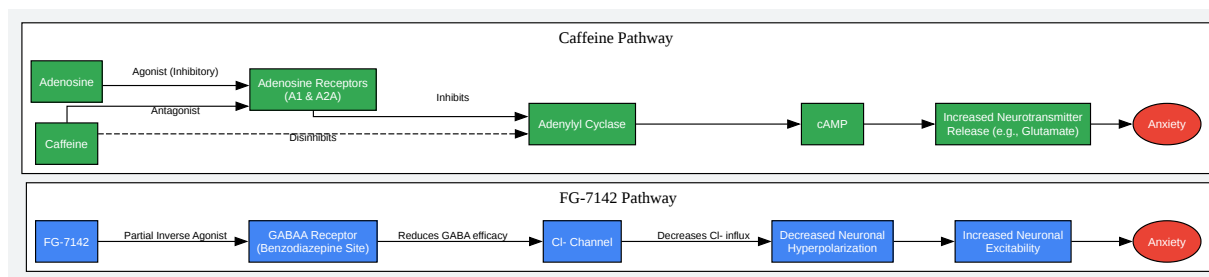 Caffeine Pathway
Adenosine
Agonist (Inhibitory)
Adenosine Receptors
(A1 & A2A)
Antagonist
Inhibits
Caffeine
Disinhibits
Adenylyl Cyclase
cAMP
Increased Neurotransmitter
Release (e.g., Glutamate)
Anxiety
FG-7142 Pathway
FG-7142
Partial Inverse Agonist
GABAA Receptor
(Benzodiazepine Site)
Reduces GABA efficacy
Cl- Channel
Decreases Cl- influx
Decreased Neuronal
Hyperpolarization
Increased Neuronal
Excitability
Anxiety